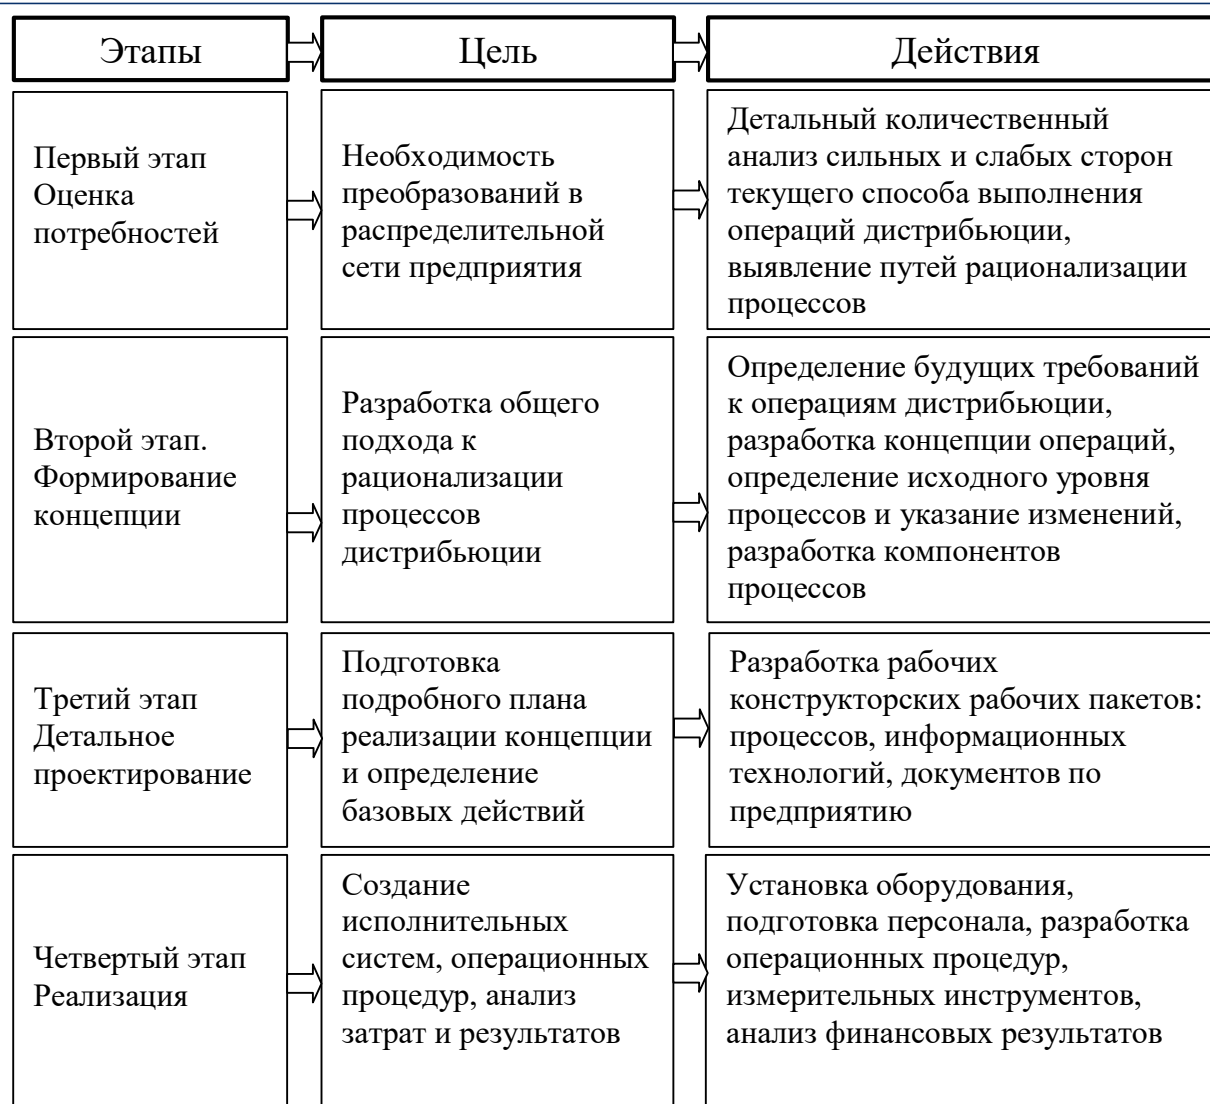 Этапы
Цель
Действия
Первый этап
Оценка
потребностей
Необходимость
преобразований в
распределительной
сети предприятия
Детальный количественный
анализ сильных и слабых сторон
текущего способа выполнения
операций дистрибьюции,
выявление путей рационализации
процессов
Второй этап.
Формирование
концепции
Разработка общего
подхода к
рационализации
процессов
дистрибьюции
Определение будущих требований
к операциям дистрибьюции,
разработка концепции операций,
определение исходного уровня
процессов и указание изменений,
разработка компонентов
процессов
Третий этап
Детальное
проектирование
Подготовка
подробного плана
реализации концепции
и определение
базовых действий
Разработка рабочих
конструкторских рабочих пакетов:
процессов, информационных
технологий, документов по
предприятию
Четвертый этап
Реализация
Создание
исполнительных
систем, операционных
процедур, анализ
затрат и результатов
Установка оборудования,
подготовка персонала, разработка
операционных процедур,
измерительных инструментов,
анализ финансовых результатов